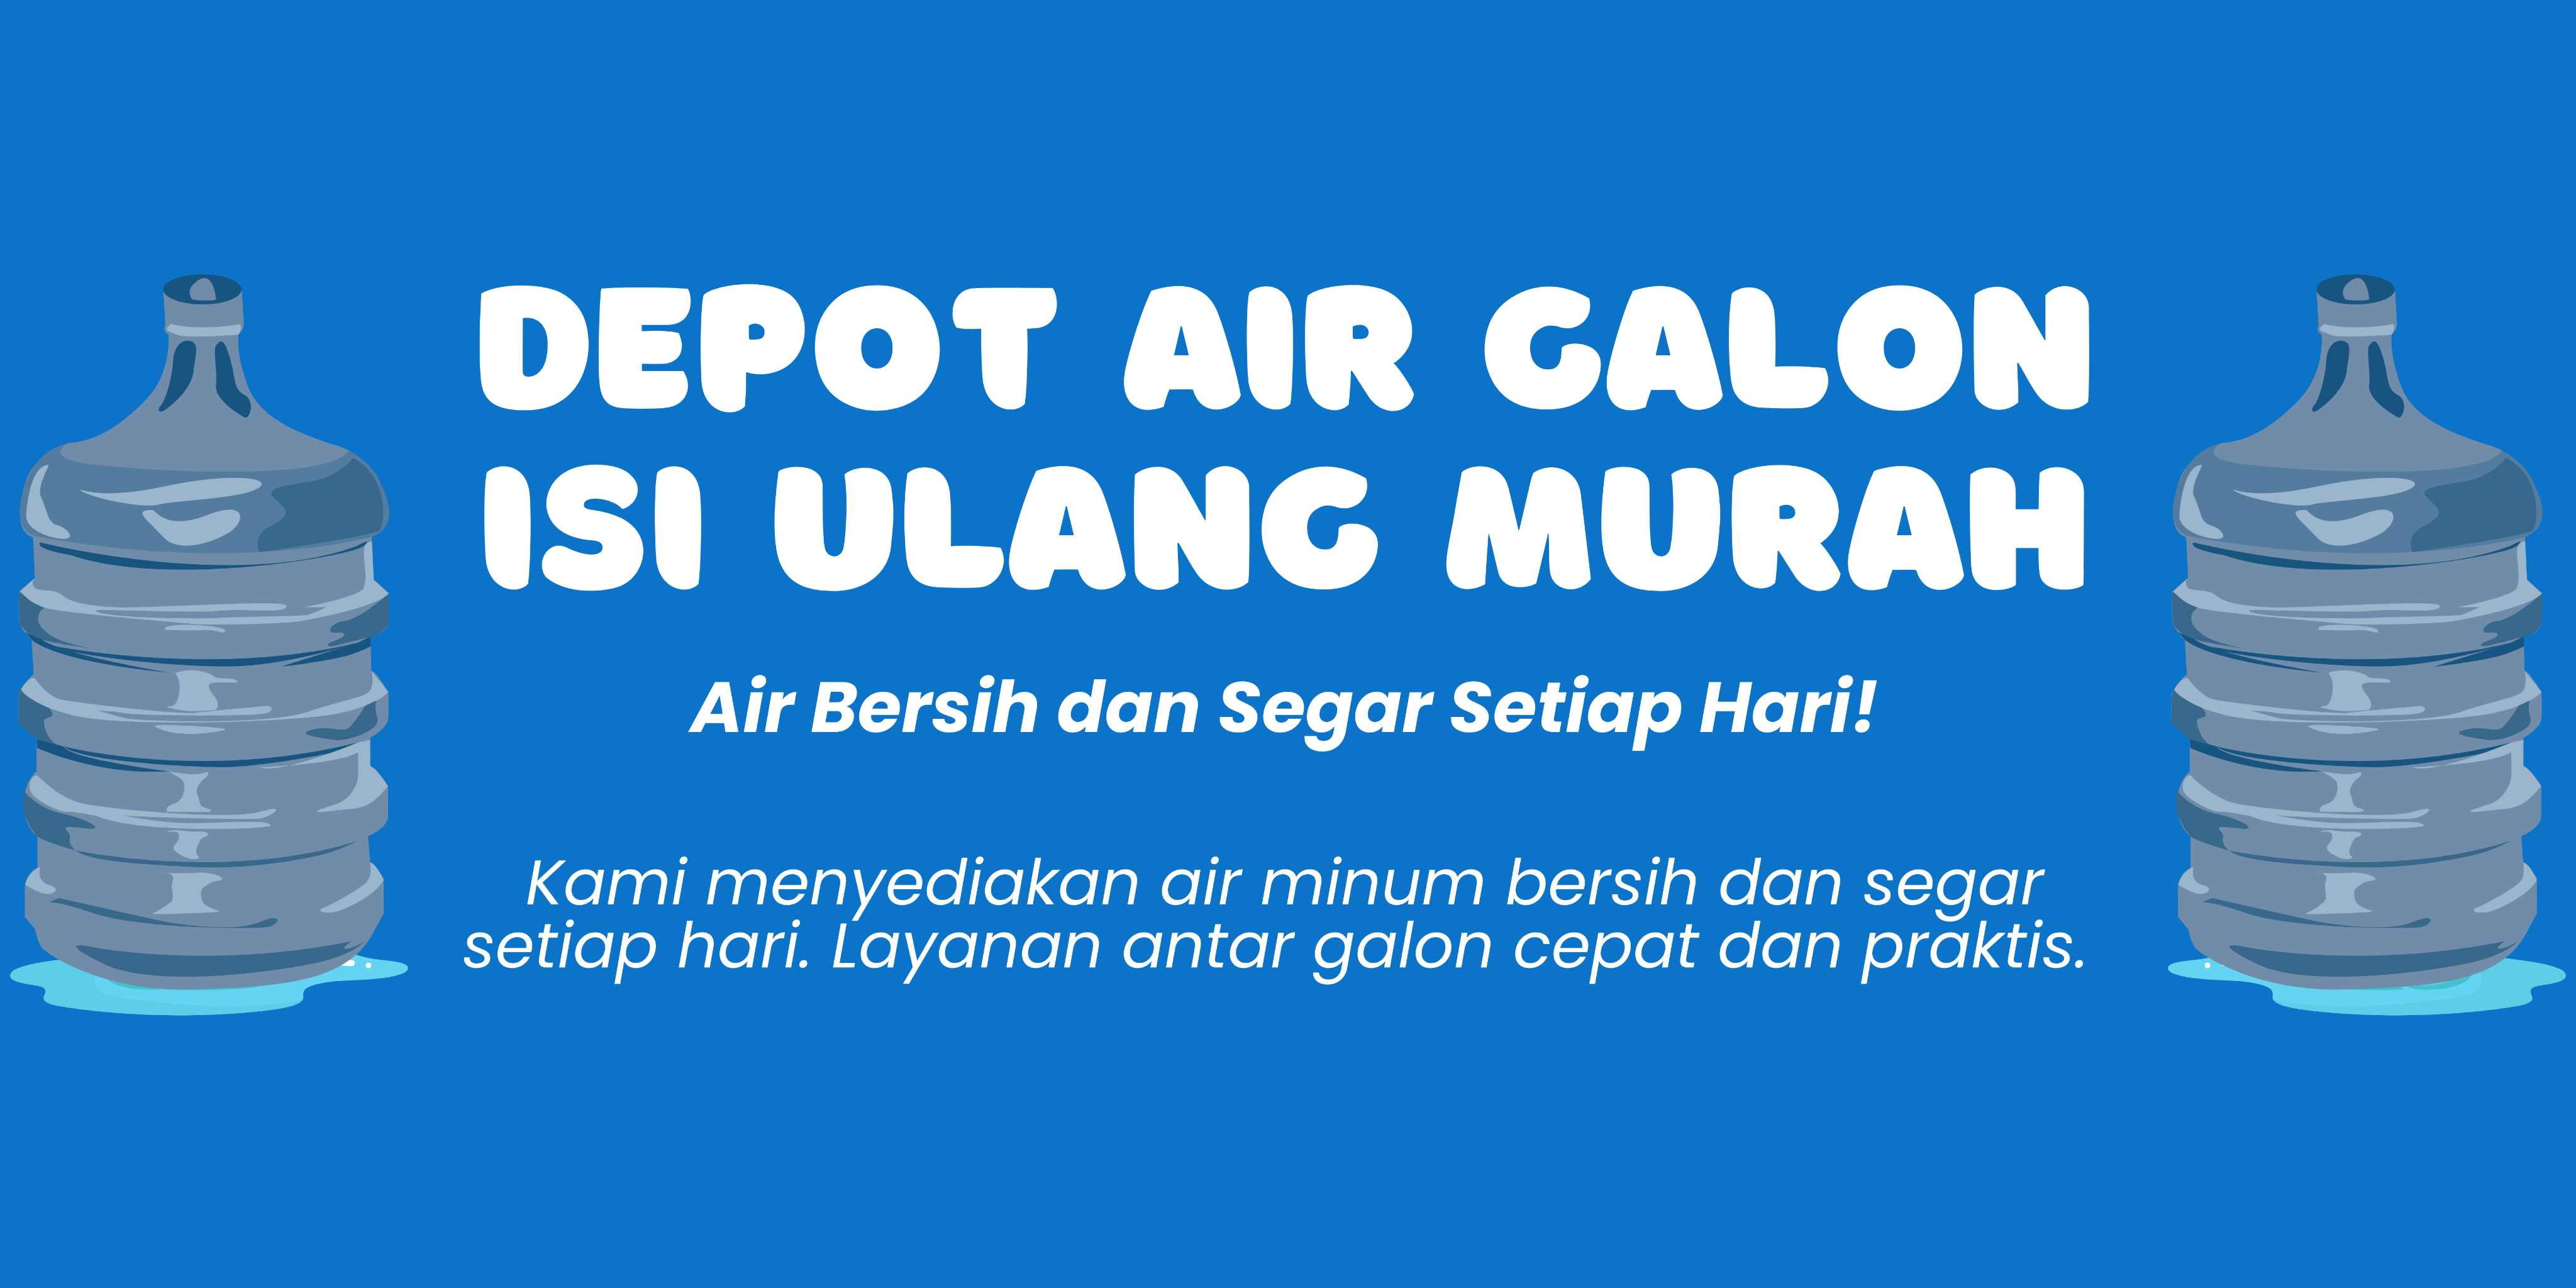 DEPOT AIR GALON
ISI ULANG MURAH
Air Bersih dan Segar Setiap Hari!
Kami menyediakan air minum bersih dan segar
setiap hari. Layanan antar galon cepat dan praktis.